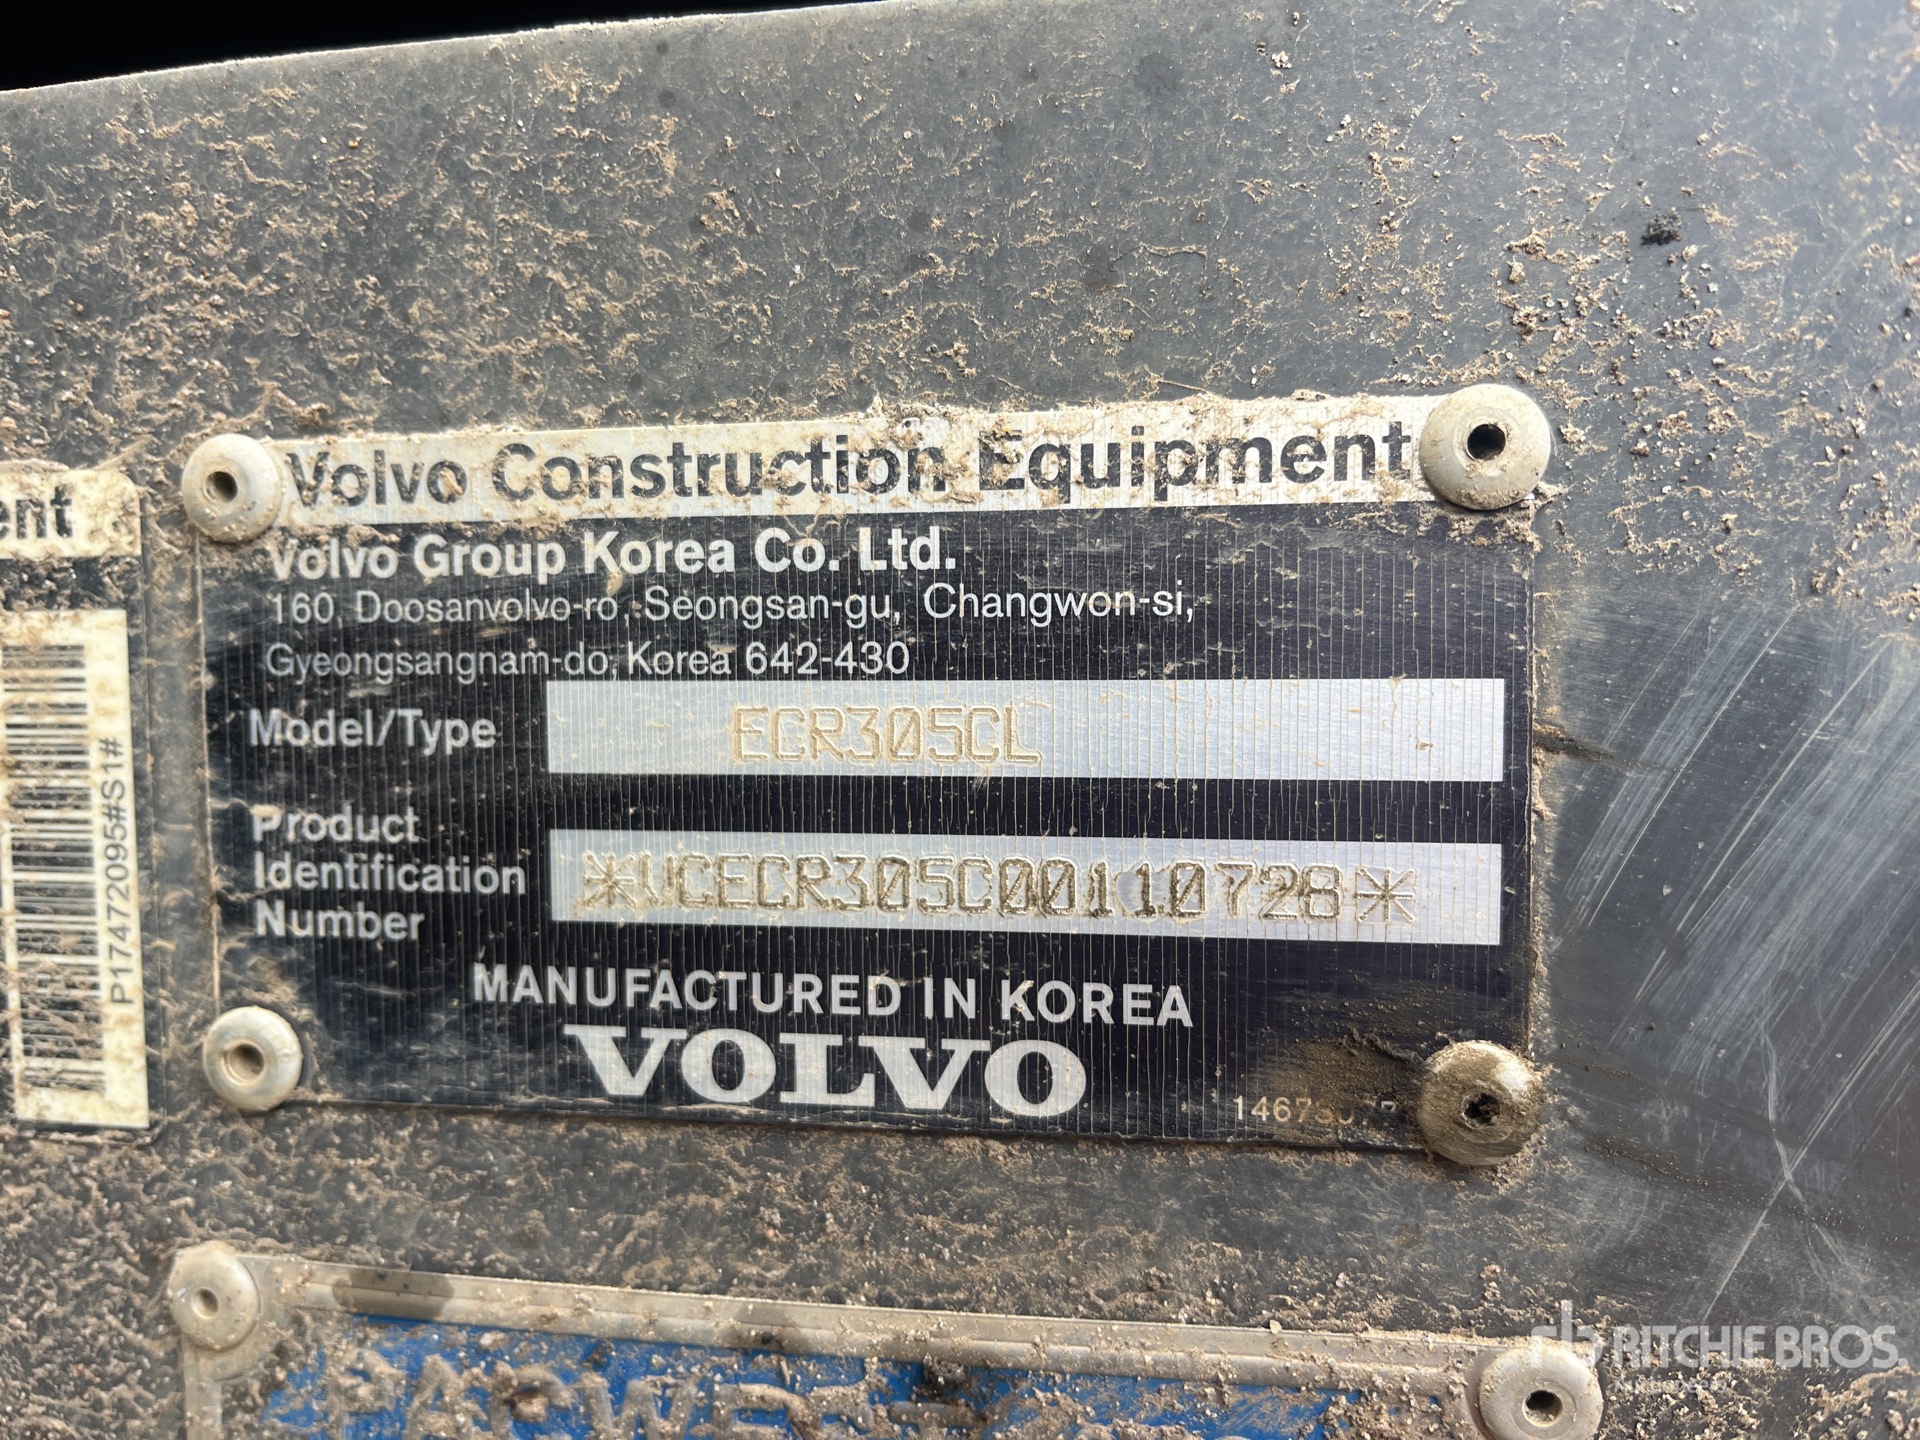 ent
P17472095#S1#
Volvo Construction Equipment
Volvo Group Korea Co. Ltd.
160, Doosanvolvo-ro, Seongsan-gu, Changwon-si,
Gyeongsangnam-do, Korea 642-430
Model/Type ECR305CL
Product
Identification
Number
*VCECR305C00110728*
MANUFACTURED IN KOREA
VOLVO
rb RITCHIE BROS.